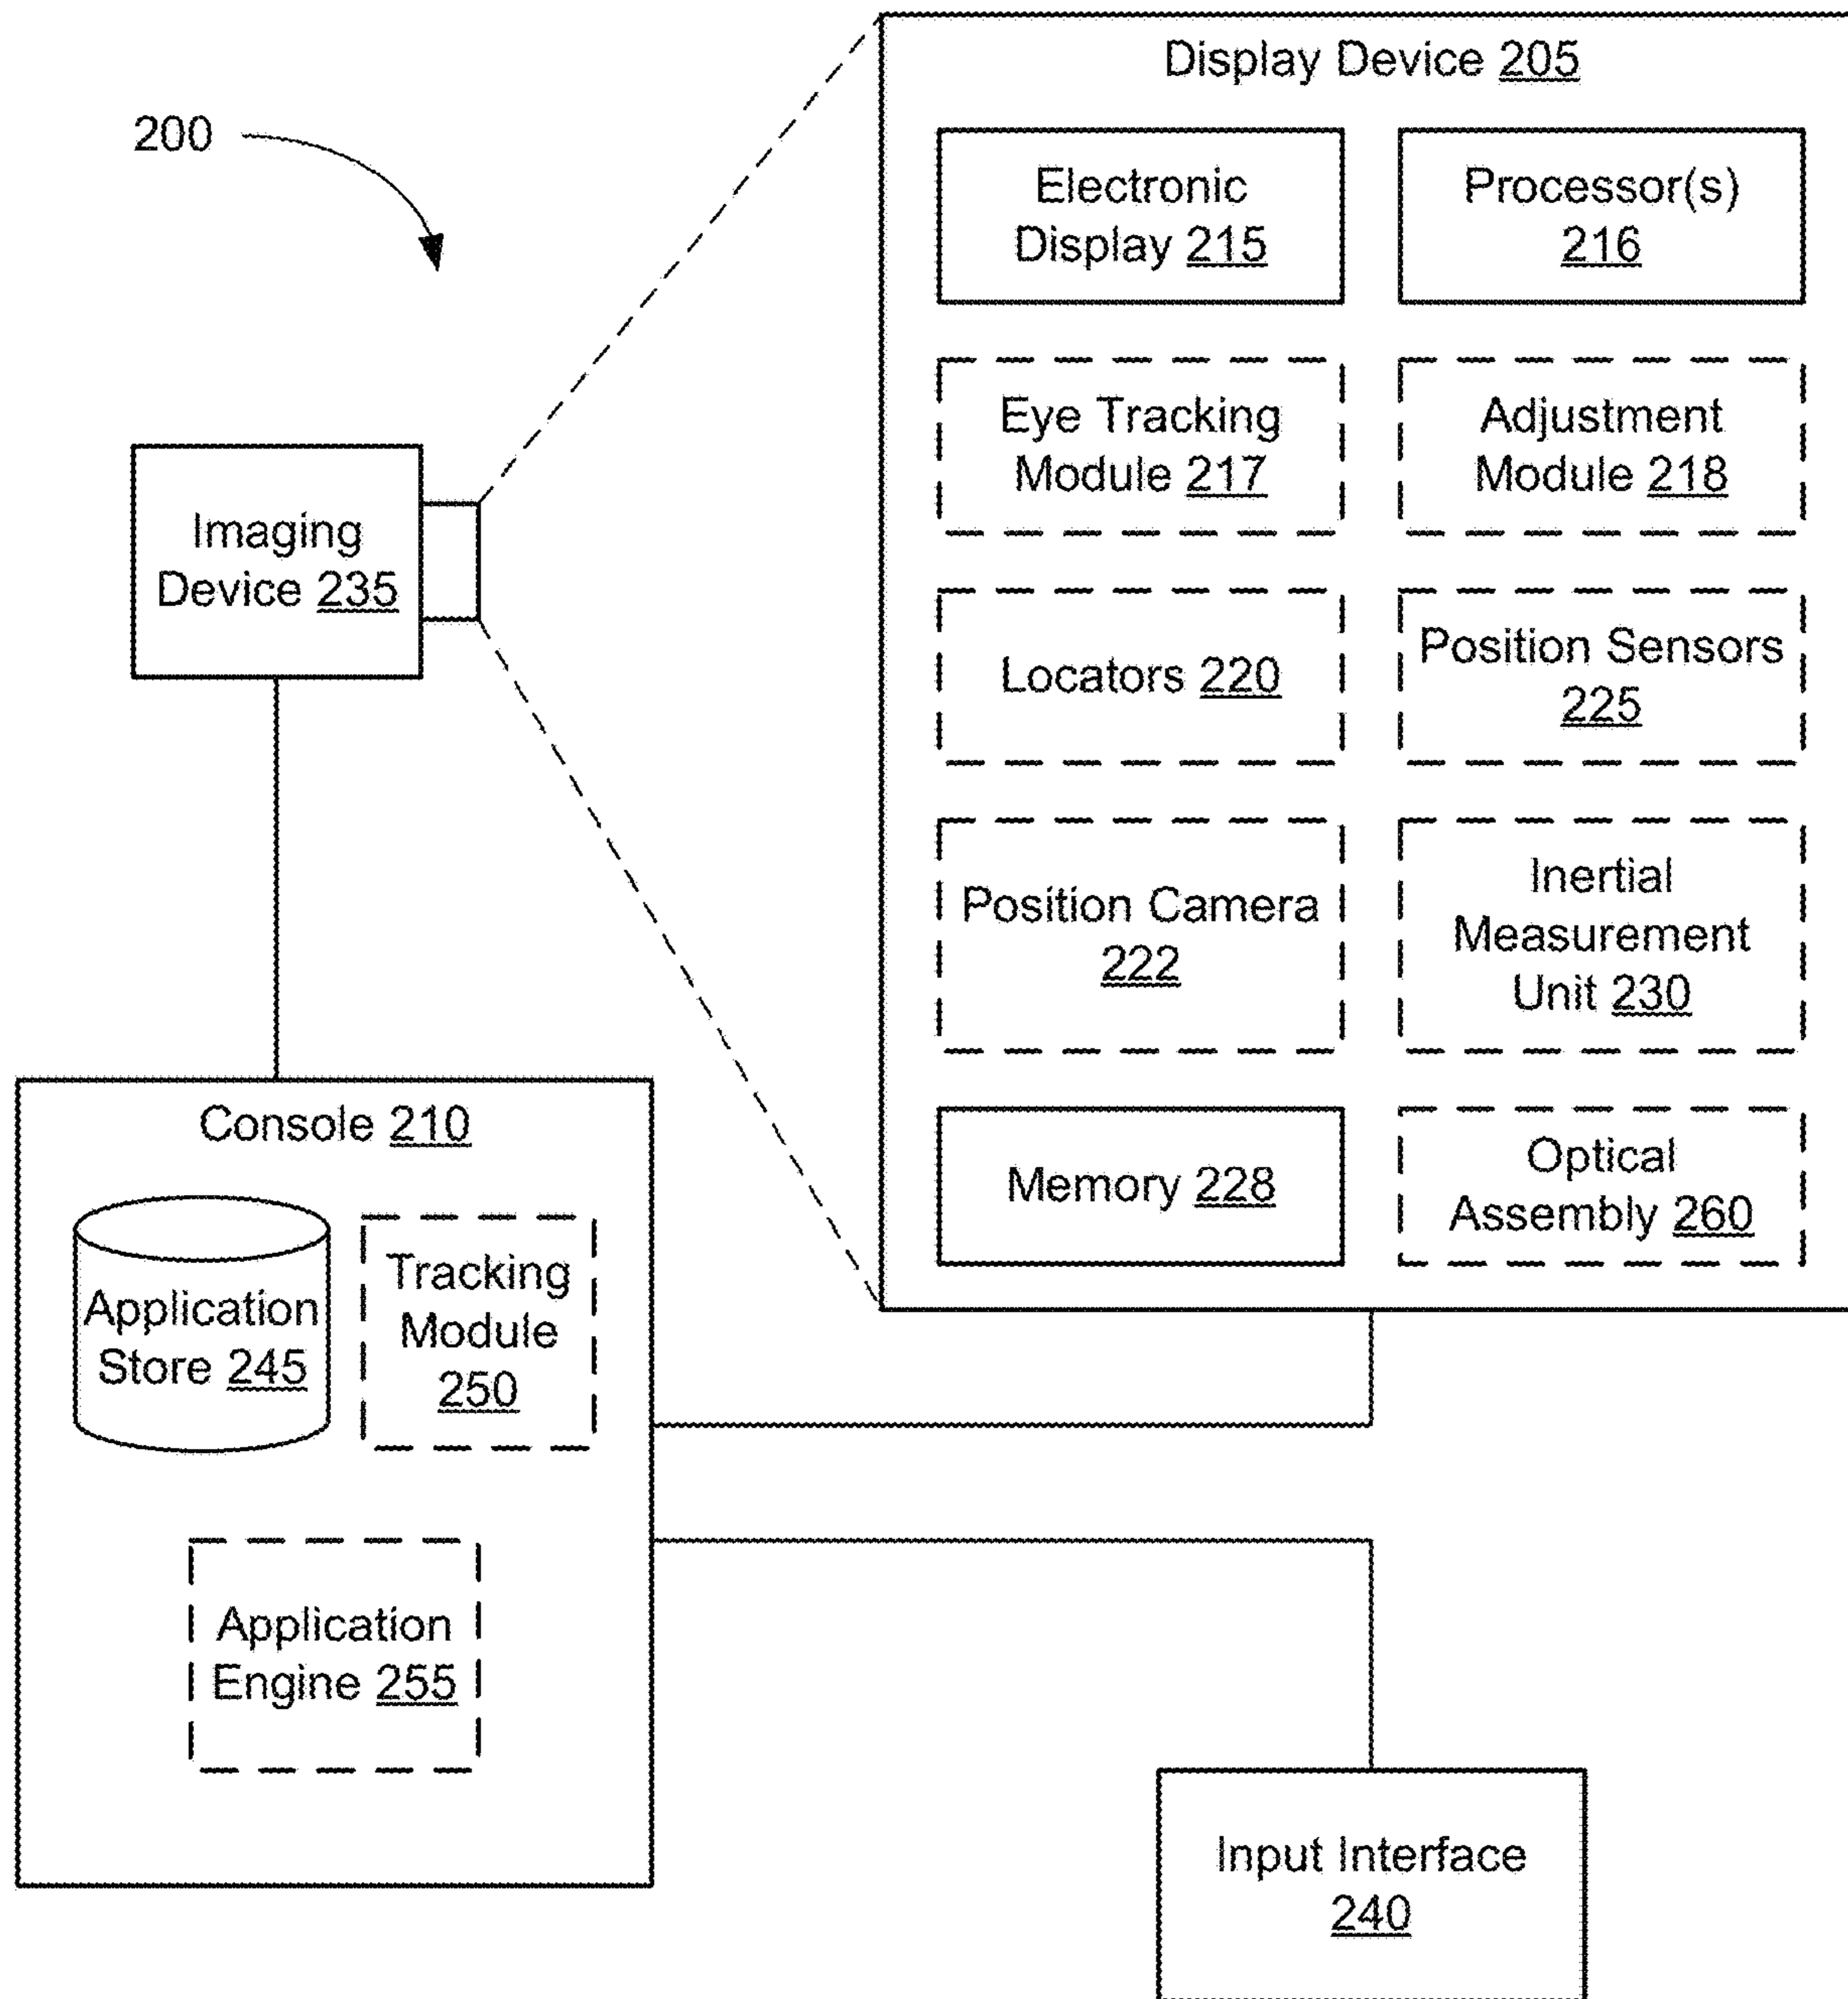 200
Display Device 205
Electronic
Display 215
Processor(s)
216
Eye Tracking
Module 217
Adjustment
Module 218
Imaging
Device 235
Locators 220
Position Sensors
225
Position Camera
222
Inertial
Measurement
Unit 230
Memory 228
Optical
Assembly 260
Console 210
Application
Store 245
Tracking
Module
250
Application
Engine 255
Input Interface
240